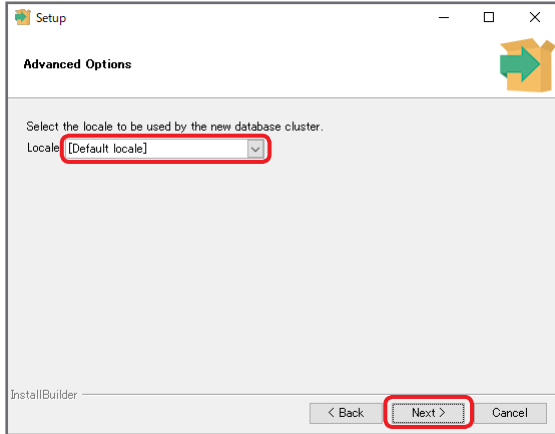 Setup
Advanced Options
Select the locale to be used by the new database cluster.
Locale [Default locale]
InstallBuilder
< Back Next > Cancel